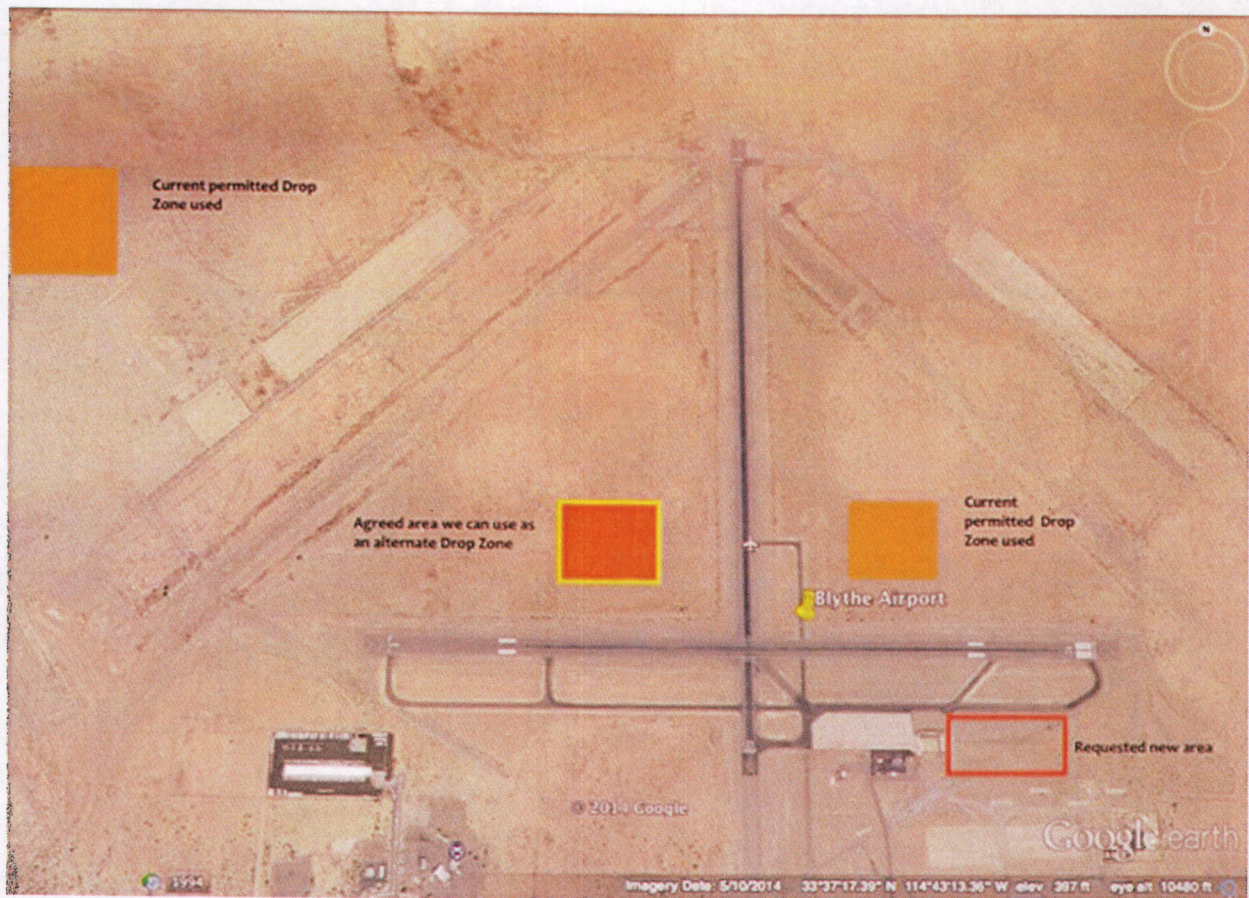 N
Current permitted Drop
Zone used
Agreed area we can use as
an alternate Drop Zone
Current
permitted Drop
Zone used
Blythe Airport
Requested new area
© 2014 Google
Google earth
1994
Imagery Date: 5/10/2014 33°37'17.39" N 114°43'13.36" W elev 397 ft eye alt 10480 ft